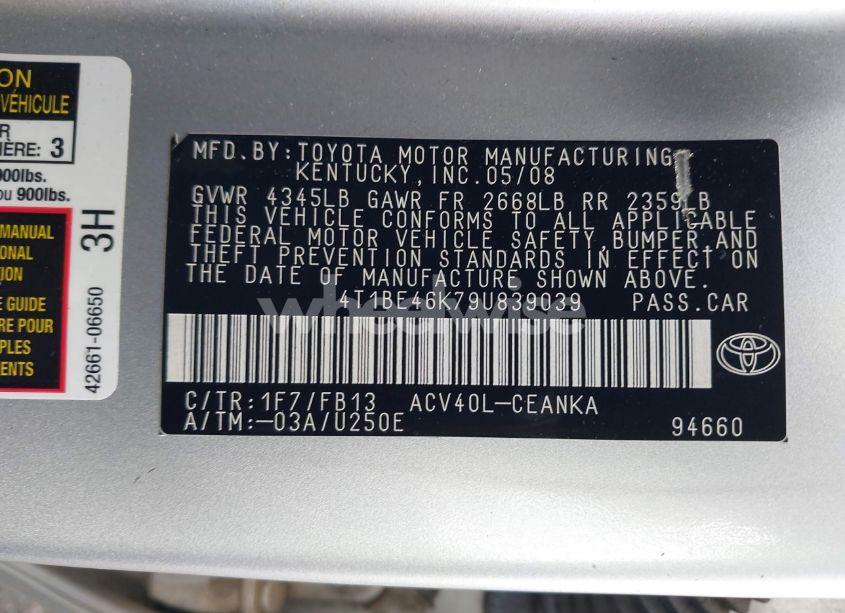 ON
VÉHICULE
R
IÈRE: 3
900lbs.
ou 900lbs.
MANUAL
ONAL
TION
E GUIDE
RE POUR
PLES
MENTS
42661-06650 3H
MFD.BY:TOYOTA MOTOR MANUFACTURING
KENTUCKY,INC.05/08
GVWR 4345LB GAWR FR 2668LB RR 2359LB
THIS VEHICLE CONFORMS TO ALL APPLICABLE
FEDERAL MOTOR VEHICLE SAFETY,BUMPER,AND
THEFT PREVENTION STANDARDS IN EFFECT ON
THE DATE OF MANUFACTURE SHOWN ABOVE.
4T1BE46K79U839039 PASS.CAR
wheelwise
C/TR:1F7/FB13 ACV40L-CEANKA
A/TM:-03A/U250E 94660